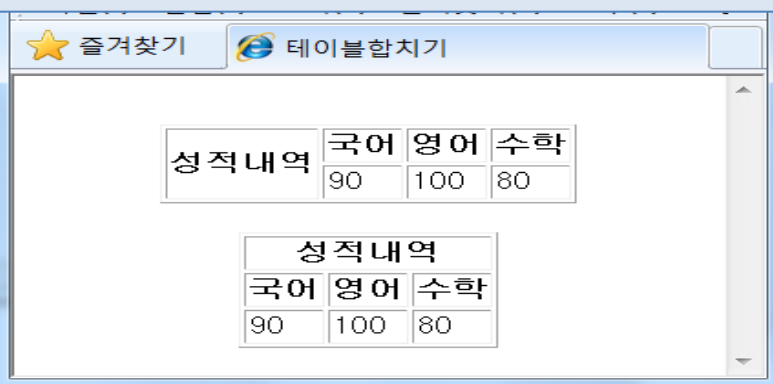 즐겨찾기 테이블합치기
성적내역 국어 영어 수학
90 100 80
성적내역
국어 영어 수학
90 100 80